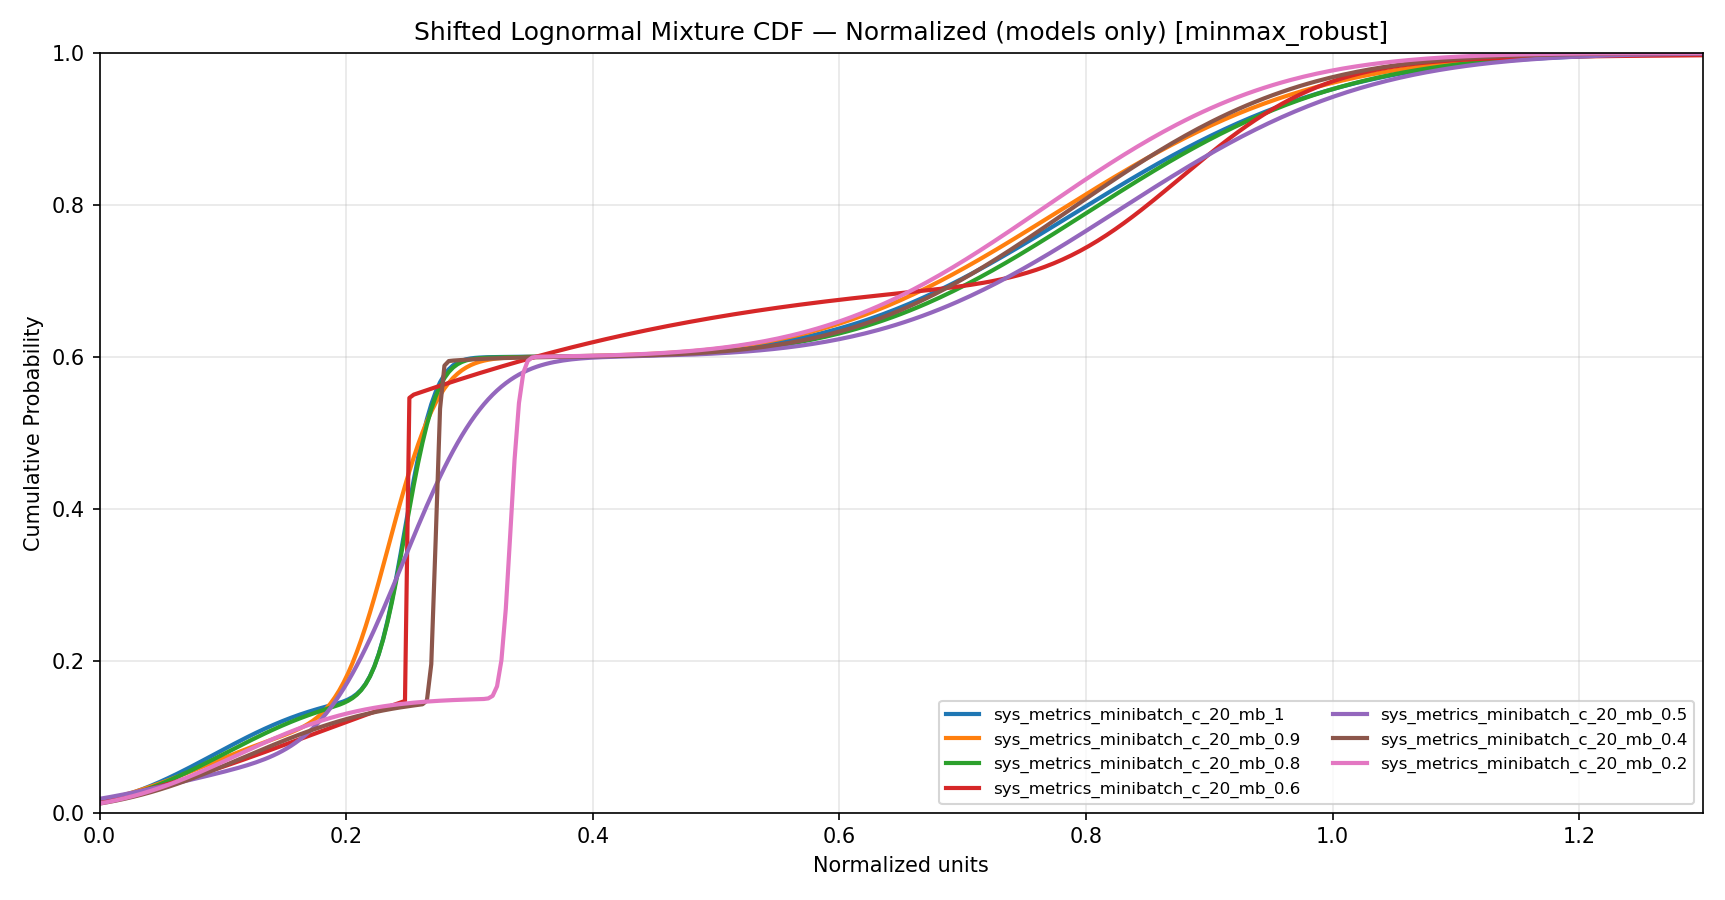 Shifted Lognormal Mixture CDF — Normalized (models only) [minmax_robust]
Cumulative Probability
1.0
0.8
0.6
0.4
0.2
0.0
0.0 0.2 0.4 0.6 0.8 1.0 1.2
Normalized units
sys_metrics_minibatch_c_20_mb_1
sys_metrics_minibatch_c_20_mb_0.9
sys_metrics_minibatch_c_20_mb_0.8
sys_metrics_minibatch_c_20_mb_0.6
sys_metrics_minibatch_c_20_mb_0.5
sys_metrics_minibatch_c_20_mb_0.4
sys_metrics_minibatch_c_20_mb_0.2